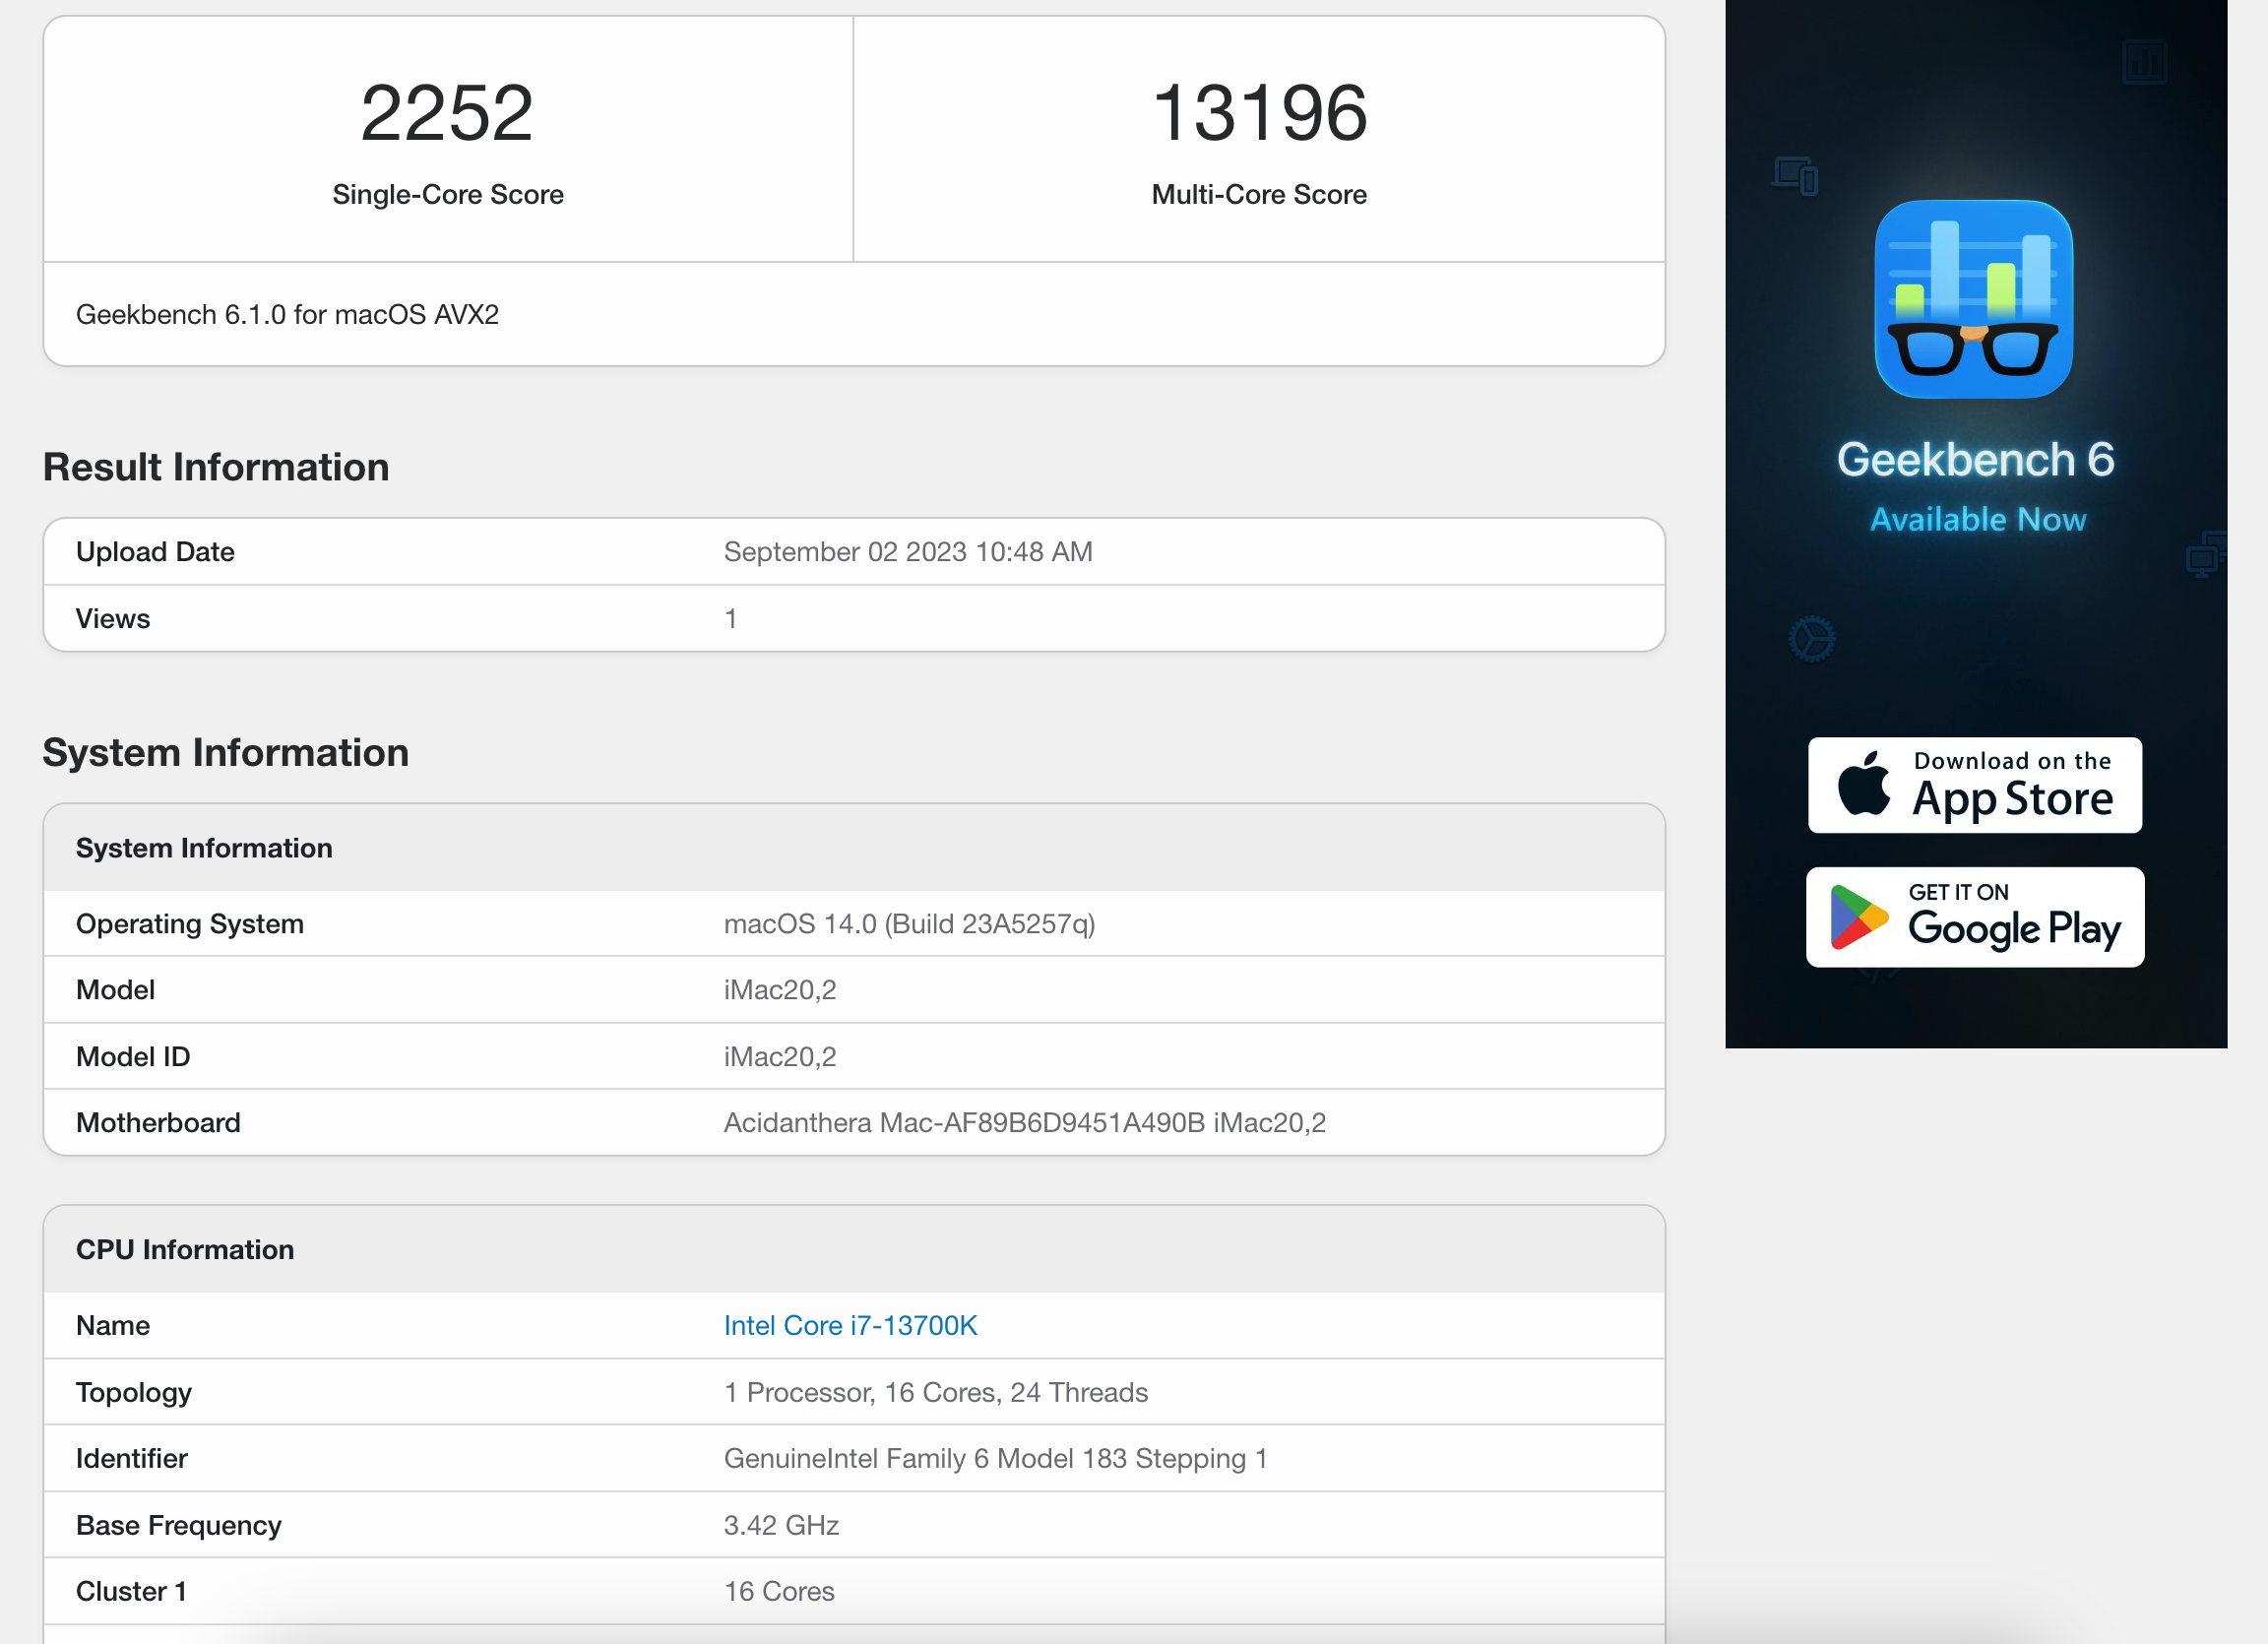 2252
Single-Core Score
13196
Multi-Core Score
Geekbench 6.1.0 for macOS AVX2
Result Information
Upload Date September 02 2023 10:48 AM
Views 1
System Information
System Information
Operating System macOS 14.0 (Build 23A5257q)
Model iMac20,2
Model ID iMac20,2
Motherboard Acidanthera Mac-AF89B6D9451A490B iMac20,2
CPU Information
Name Intel Core i7-13700K
Topology 1 Processor, 16 Cores, 24 Threads
Identifier GenuineIntel Family 6 Model 183 Stepping 1
Base Frequency 3.42 GHz
Cluster 1 16 Cores
Geekbench 6
Available Now
Download on the
App Store
GET IT ON
Google Play